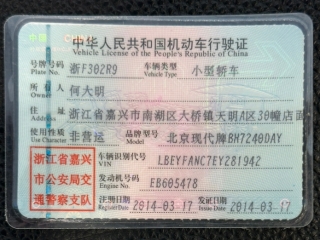 中华人民共和国机动车行驶证
Vehicle License of the People's Republic of China
号牌号码 浙F302R9 车辆类型 小型轿车
Plate No. Vehicle Type
所有人 何大明
Owner
住址 浙江省嘉兴市南湖区大桥镇天明A区30幢店面
Address
使用性质 非营运 品牌型号 北京现代牌BH7240DAY
Use Character Model
浙江省嘉兴
市公安局交
通警察支队
车辆识别代号 LBEYFANC7EY281942
VIN
发动机号码 EB605478
Engine No.
注册日期 2014-03-17 发证日期 2014-03-17
Register Date Issue Date